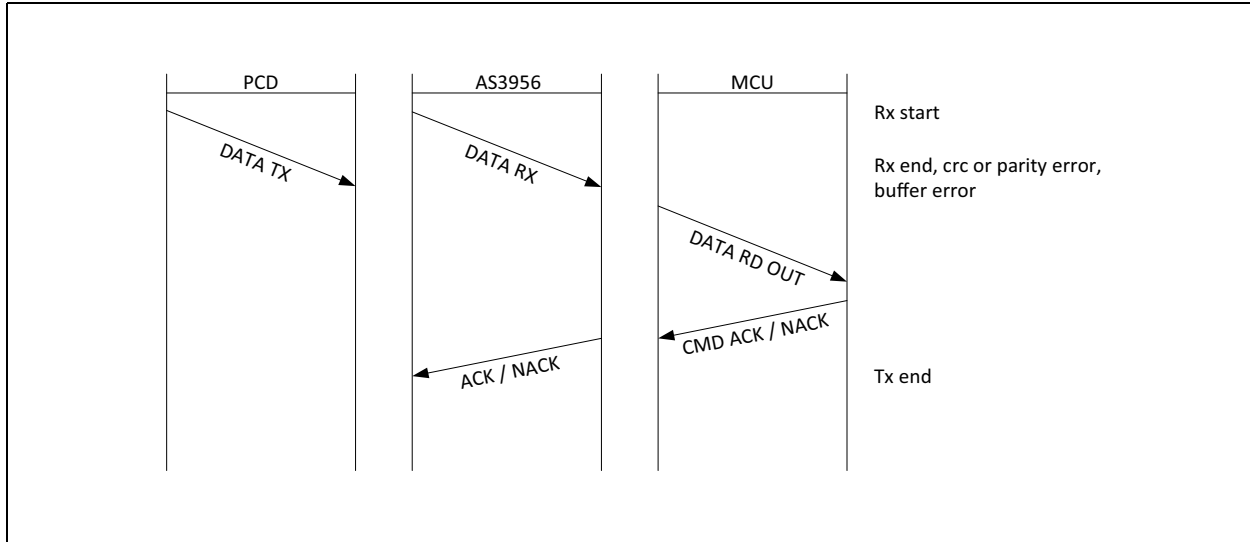 PCD
AS3956
MCU
Rx start
DATA TX
DATA RX
Rx end, crc or parity error,
buffer error
DATA RD OUT
CMD ACK / NACK
ACK / NACK
Tx end